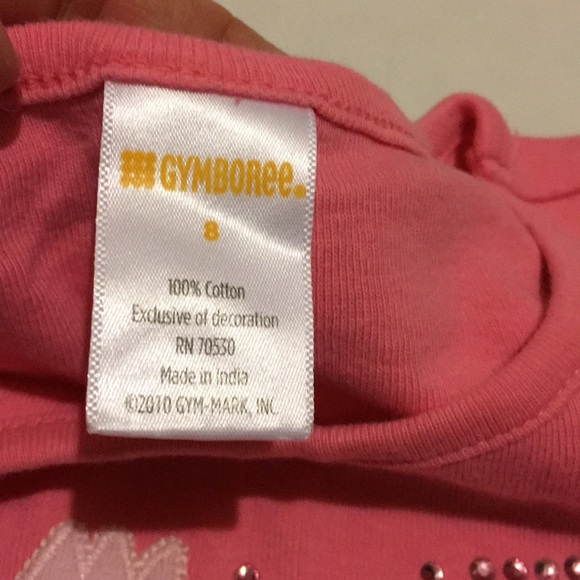 GYMBORee.
8
100% Cotton
Exclusive of decoration
RN 70530
Made in India
©2010 GYM-MARK, INC